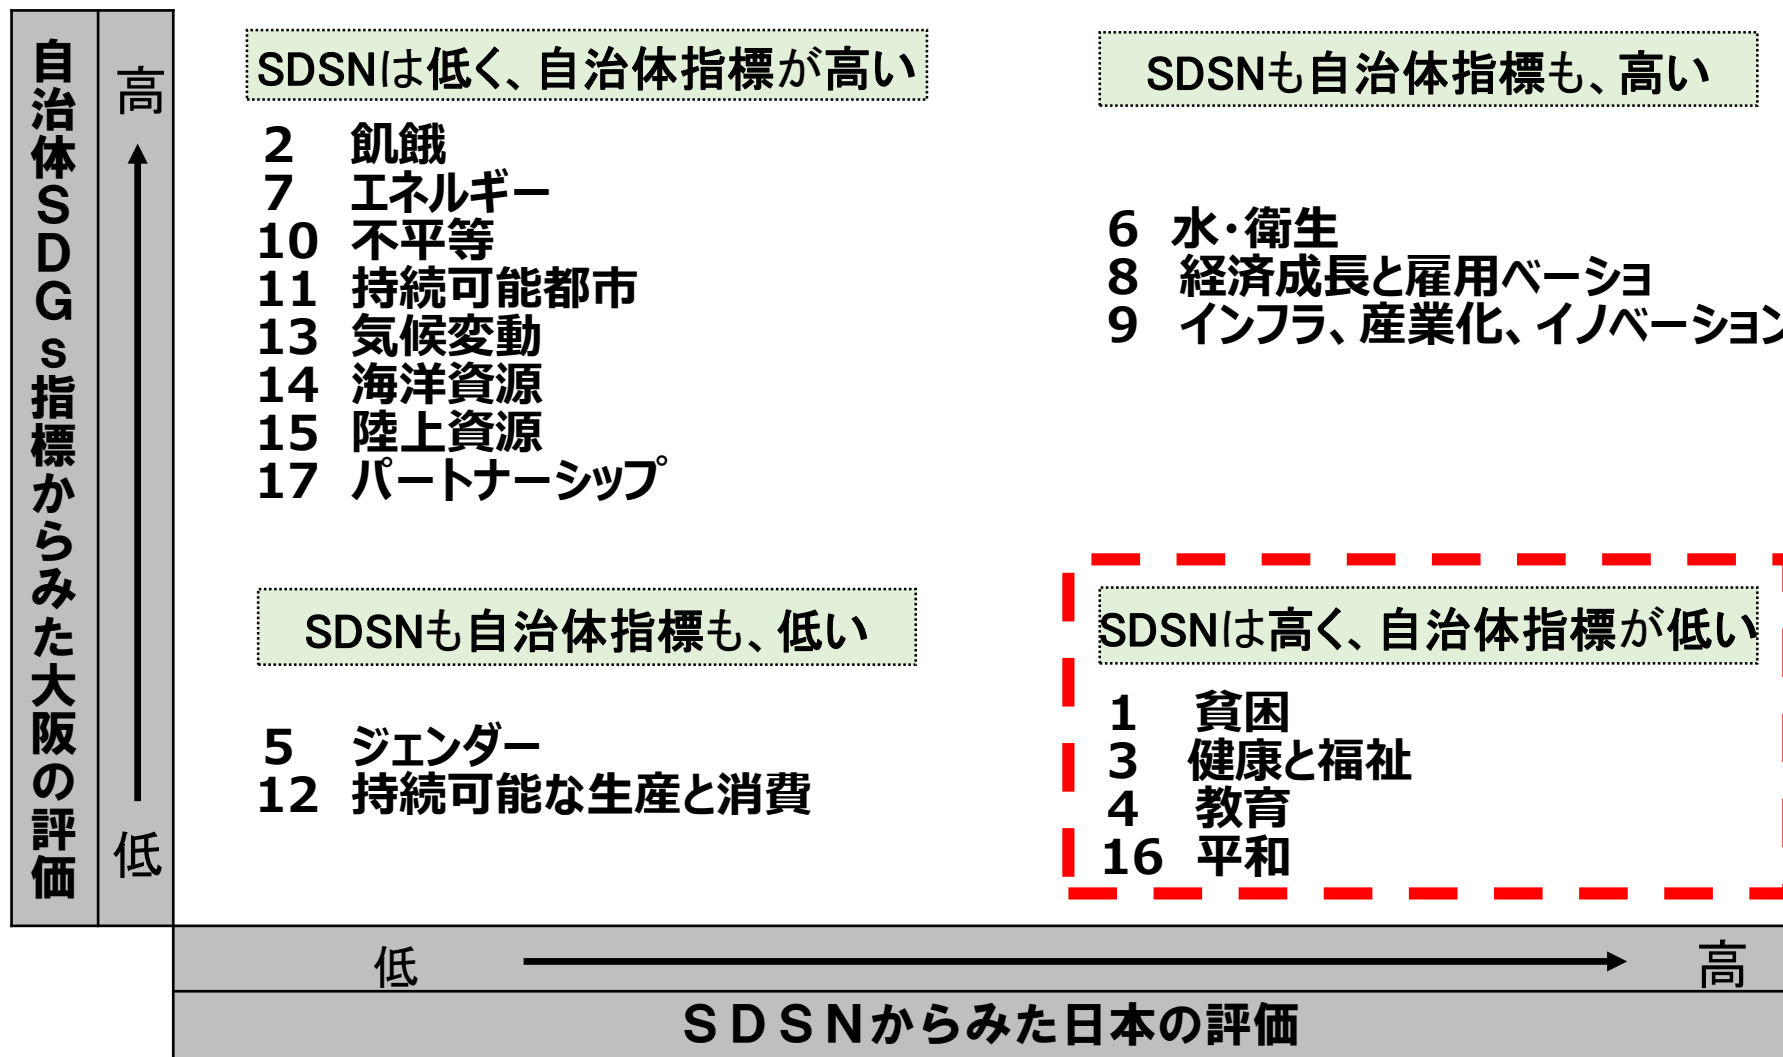 自治体ＳＤＧｓ指標からみた大阪の評価
高
低
SDSNは低く、自治体指標が高い
2 飢餓
7 エネルギー
10 不平等
11 持続可能都市
13 気候変動
14 海洋資源
15 陸上資源
17 パートナーシップ
SDSNも自治体指標も、高い
6 水・衛生
8 経済成長と雇用ベーショ
9 インフラ、産業化、イノベーション
SDSNも自治体指標も、低い
5 ジェンダー
12 持続可能な生産と消費
SDSNは高く、自治体指標が低い
1 貧困
3 健康と福祉
4 教育
16 平和
低
高
ＳＤＳＮからみた日本の評価